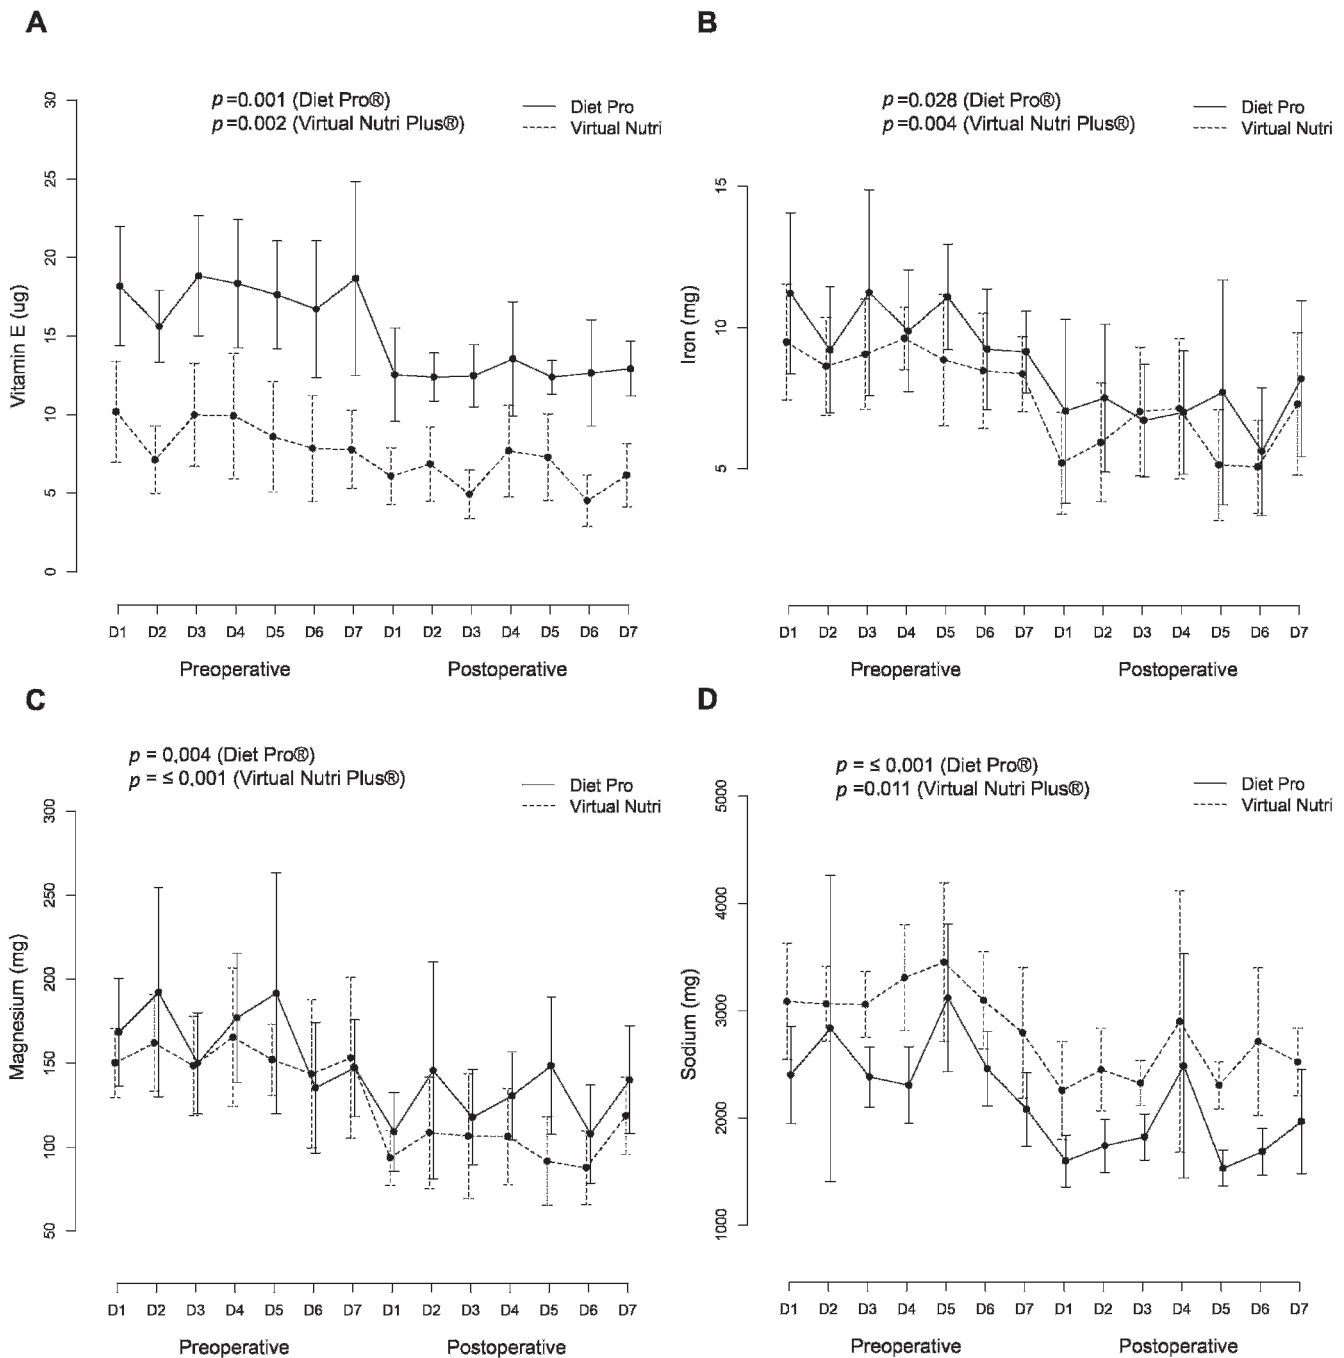 A
p=0.001 (Diet Pro®)
p=0.002 (Virtual Nutri Plus®)
Diet Pro
Virtual Nutri
Vitamin E (ug)
30
25
20
15
10
5
0
D1 D2 D3 D4 D5 D6 D7 D1 D2 D3 D4 D5 D6 D7
Preoperative Postoperative
B
p=0.028 (Diet Pro®)
p=0.004 (Virtual Nutri Plus®)
Diet Pro
Virtual Nutri
Iron (mg)
15
10
5
D1 D2 D3 D4 D5 D6 D7 D1 D2 D3 D4 D5 D6 D7
Preoperative Postoperative
C
p = 0,004 (Diet Pro®)
p = ≤ 0,001 (Virtual Nutri Plus®)
Diet Pro
Virtual Nutri
Magnesium (mg)
300
250
200
150
100
50
D1 D2 D3 D4 D5 D6 D7 D1 D2 D3 D4 D5 D6 D7
Preoperative Postoperative
D
p = ≤ 0,001 (Diet Pro®)
p=0.011 (Virtual Nutri Plus®)
Diet Pro
Virtual Nutri
Sodium (mg)
5000
4000
3000
2000
1000
D1 D2 D3 D4 D5 D6 D7 D1 D2 D3 D4 D5 D6 D7
Preoperative Postoperative